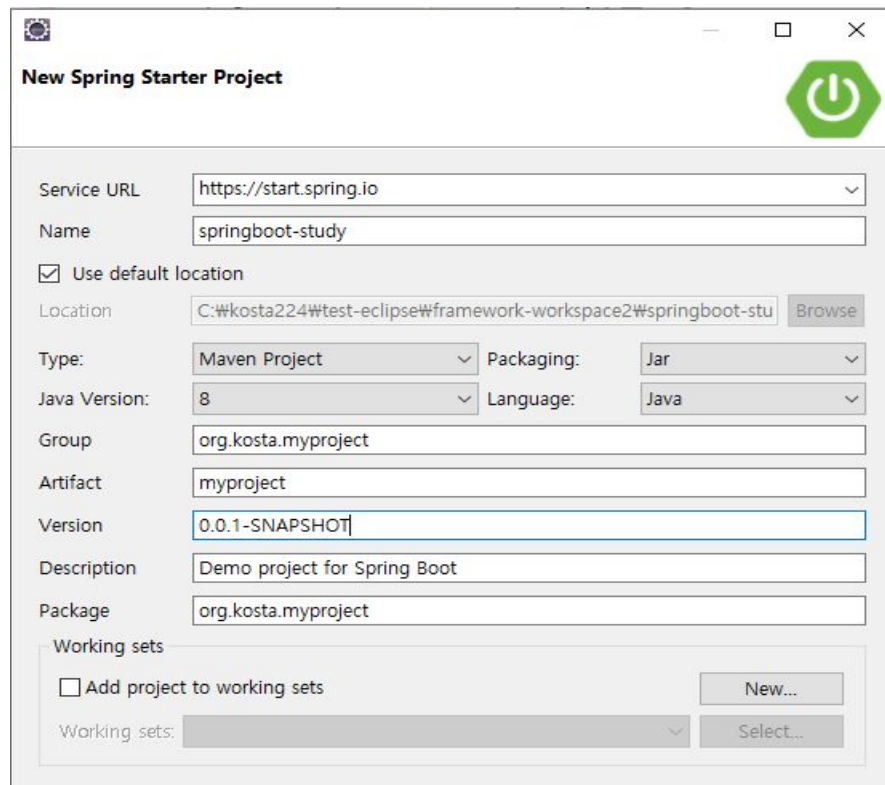 New Spring Starter Project
Service URL https://start.spring.io
Name springboot-study
Use default location
Location C:₩kosta224₩test-eclipse₩framework-workspace2₩springboot-stu Browse
Type: Maven Project Packaging: Jar
Java Version: 8 Language: Java
Group org.kosta.myproject
Artifact myproject
Version 0.0.1-SNAPSHOT
Description Demo project for Spring Boot
Package org.kosta.myproject
Working sets
Add project to working sets New...
Working sets: Select...